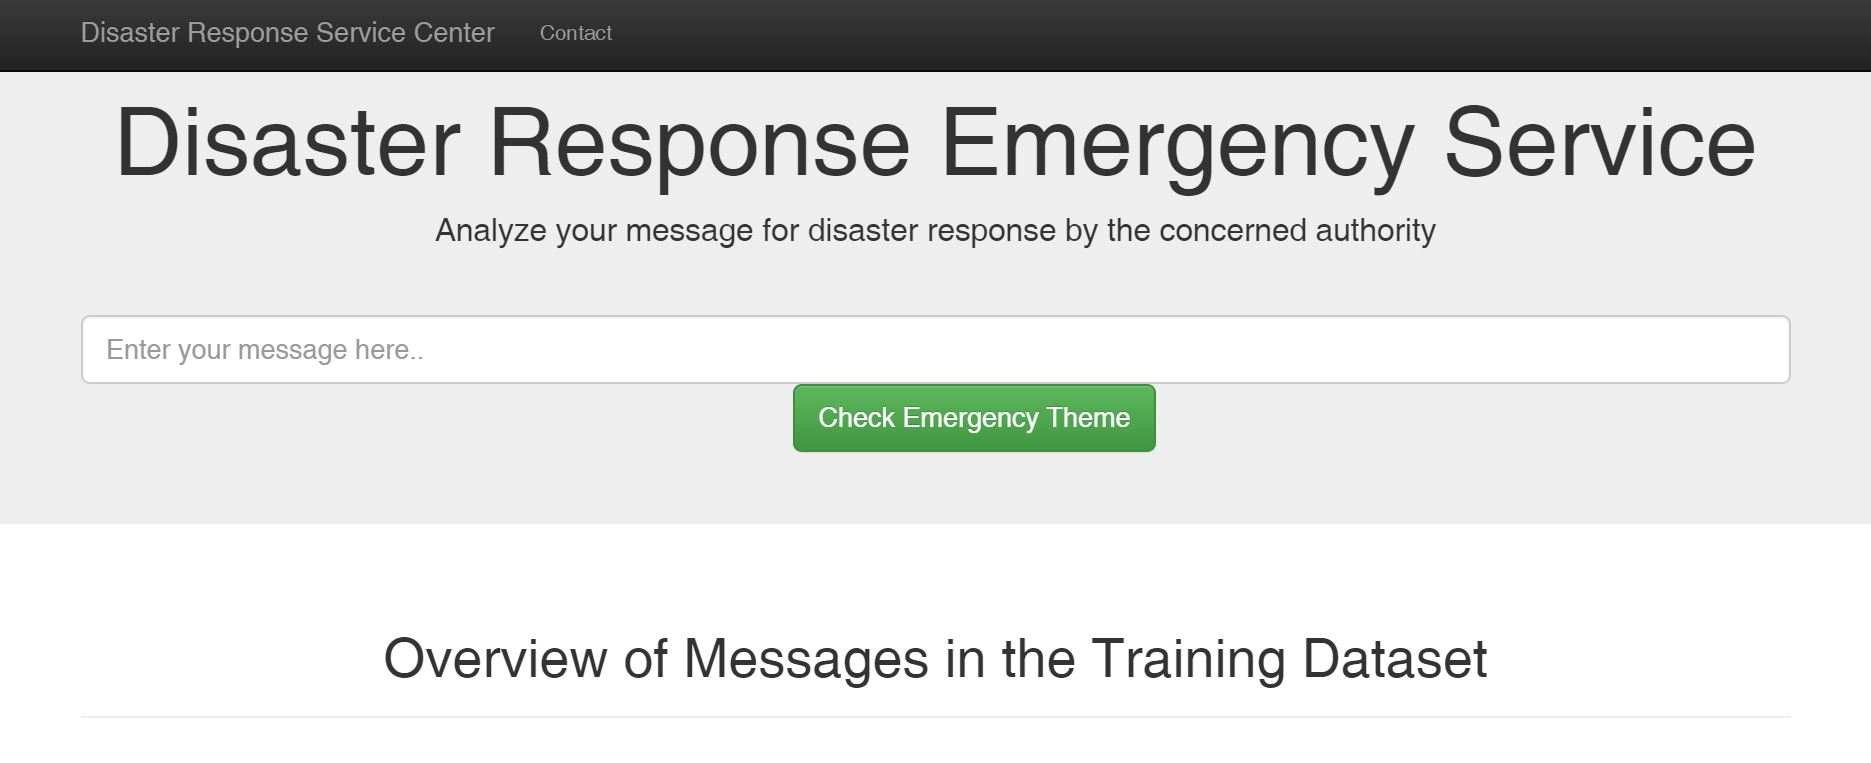 Disaster Response Service Center Contact
Disaster Response Emergency Service
Analyze your message for disaster response by the concerned authority
Enter your message here..
Check Emergency Theme
Overview of Messages in the Training Dataset